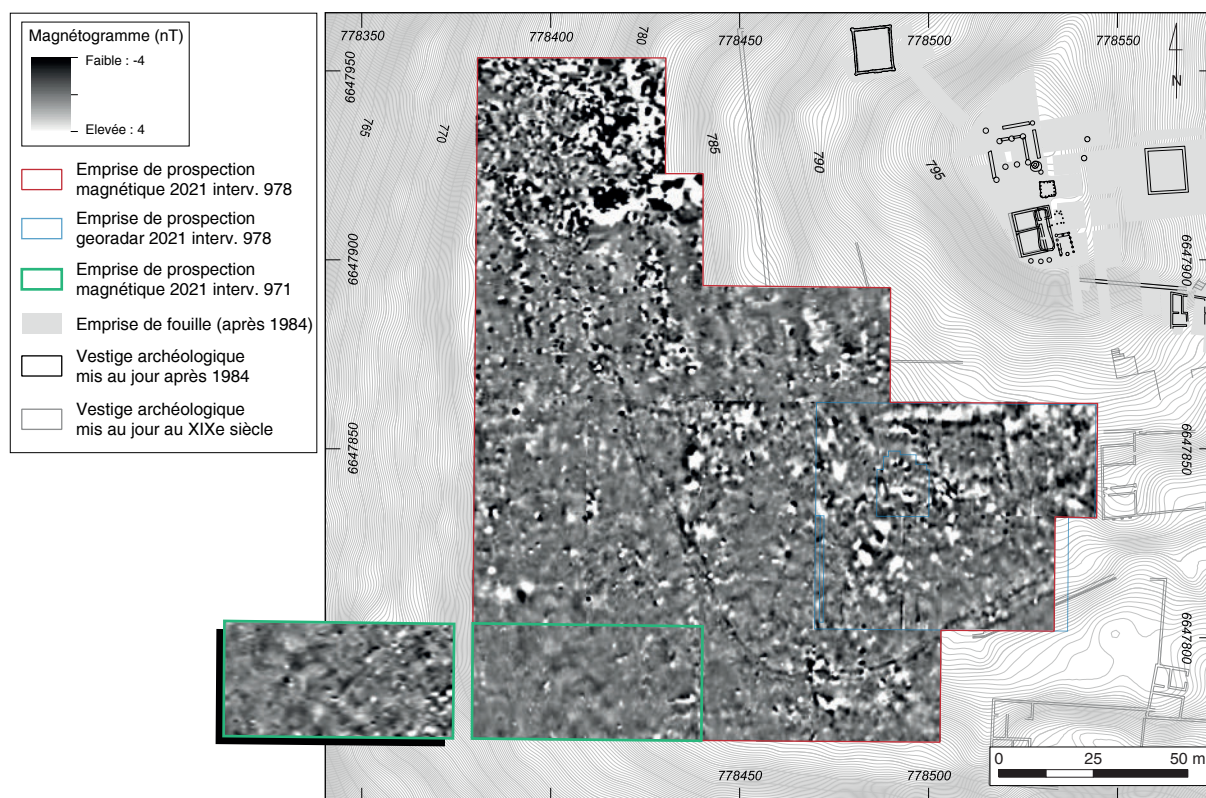 Magnétogramme (nT)
Faible : -4
Elevée : 4
Emprise de prospection
magnétique 2021 interv. 978
Emprise de prospection
georadar 2021 interv. 978
Emprise de prospection
magnétique 2021 interv. 971
Emprise de fouille (après 1984)
Vestige archéologique
mis au jour après 1984
Vestige archéologique
mis au jour au XIXe siècle
778350
778400
780
778450
778500
778550
6647950
765
770
785
790
795
N
6647900
6647900
6647850
6647850
6647800
778450
778500
0 25 50 m